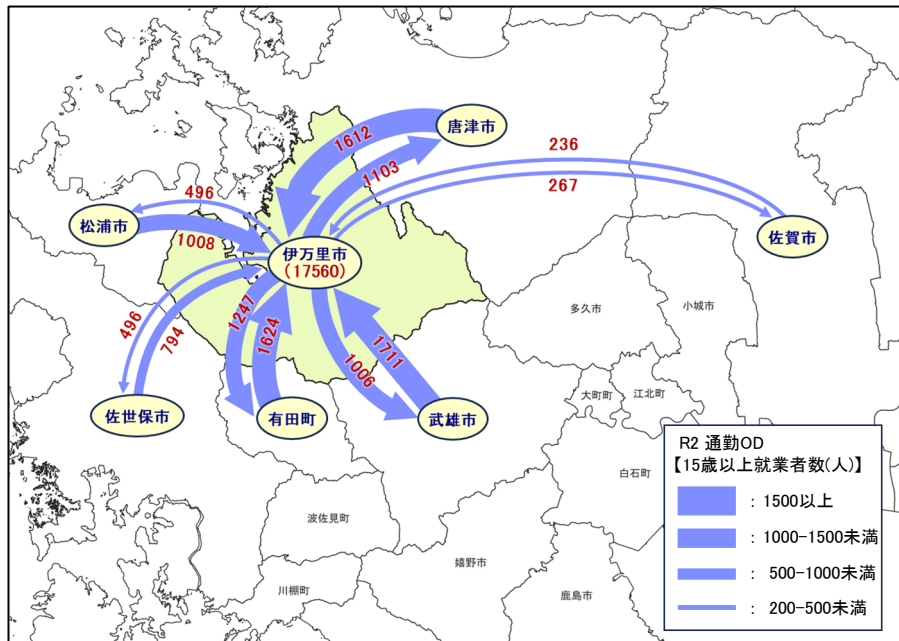 唐津市
1612
1103
236
267
496
松浦市
1008
佐賀市
伊万里市
(17560)
多久市
小城市
496
794
1247
1624
1006
1711
大町町
江北町
佐世保市
有田町
武雄市
R2 通勤OD
【15歳以上就業者数(人)】
：1500以上
：1000-1500未満
：500-1000未満
：200-500未満
白石町
波佐見町
嬉野市
川棚町
鹿島市